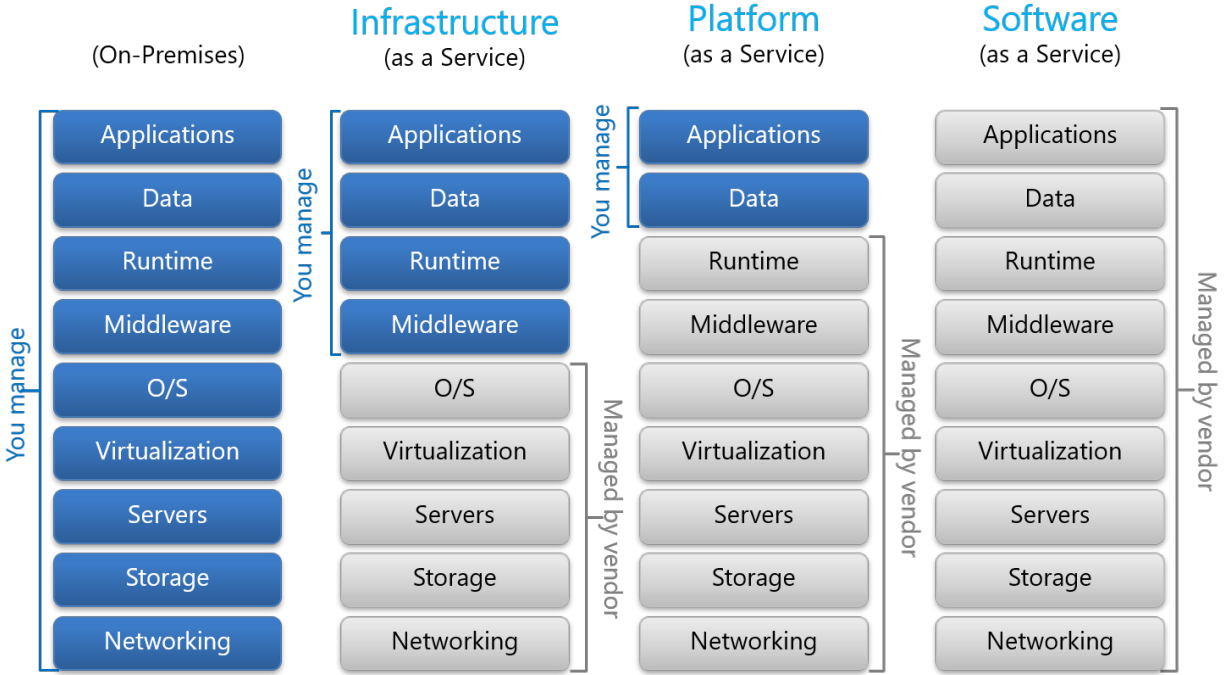 (On-Premises)
Infrastructure
(as a Service)
Platform
(as a Service)
Software
(as a Service)
You manage
Applications
Data
Runtime
Middleware
O/S
Virtualization
Servers
Storage
Networking
You manage
Applications
Data
Runtime
Middleware
O/S
Virtualization
Servers
Storage
Networking
Managed by vendor
You manage
Applications
Data
Runtime
Middleware
O/S
Virtualization
Servers
Storage
Networking
Managed by vendor
Applications
Data
Runtime
Middleware
O/S
Virtualization
Servers
Storage
Networking
Managed by vendor